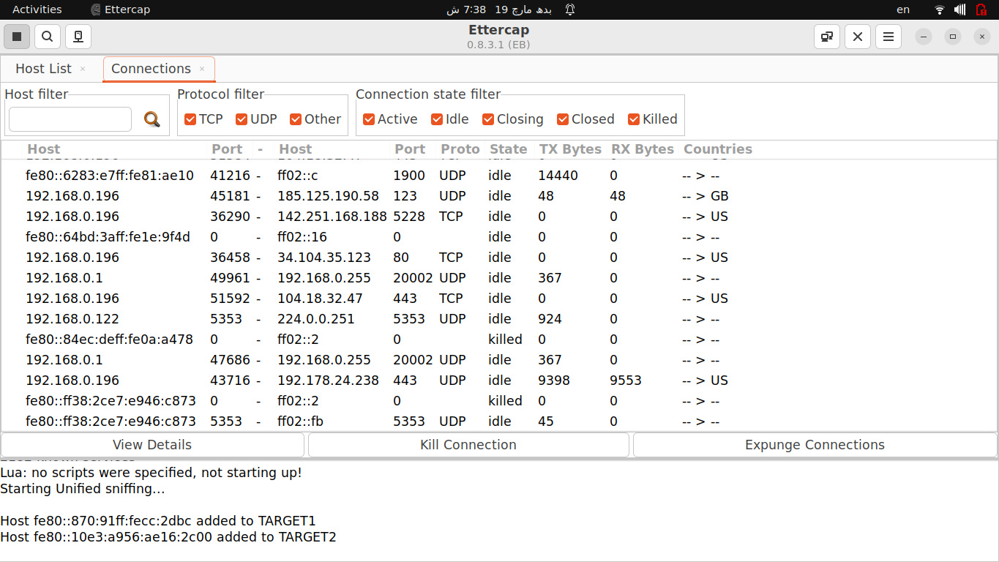 Activities Ettercap بدھ مارچ 19 7:38 ش en
Ettercap
0.8.3.1 (EB)
Host List × Connections ×
Host filter Protocol filter Connection state filter
TCP UDP Other Active Idle Closing Closed Killed
Host Port - Host Port Proto State TX Bytes RX Bytes Countries
fe80::6283:e7ff:fe81:ae10 41216 - ff02::c 1900 UDP idle 14440 0 -- > --
192.168.0.196 45181 - 185.125.190.58 123 UDP idle 48 48 -- > GB
192.168.0.196 36290 - 142.251.168.188 5228 TCP idle 0 0 -- > US
fe80::64bd:3aff:fe1e:9f4d 0 - ff02::16 0 idle 0 0 -- > --
192.168.0.196 36458 - 34.104.35.123 80 TCP idle 0 0 -- > US
192.168.0.1 49961 - 192.168.0.255 20002 UDP idle 367 0 -- > --
192.168.0.196 51592 - 104.18.32.47 443 TCP idle 0 0 -- > US
192.168.0.122 5353 - 224.0.0.251 5353 UDP idle 924 0 -- > --
fe80::84ec:deff:fe0a:a478 0 - ff02::2 0 killed 0 0 -- > --
192.168.0.1 47686 - 192.168.0.255 20002 UDP idle 367 0 -- > --
192.168.0.196 43716 - 192.178.24.238 443 UDP idle 9398 9553 -- > US
fe80::ff38:2ce7:e946:c873 0 - ff02::2 0 killed 0 0 -- > --
fe80::ff38:2ce7:e946:c873 5353 - ff02::fb 5353 UDP idle 45 0 -- > --
View Details Kill Connection Expunge Connections
Lua: no scripts were specified, not starting up!
Starting Unified sniffing...
Host fe80::870:91ff:fecc:2dbc added to TARGET1
Host fe80::10e3:a956:ae16:2c00 added to TARGET2